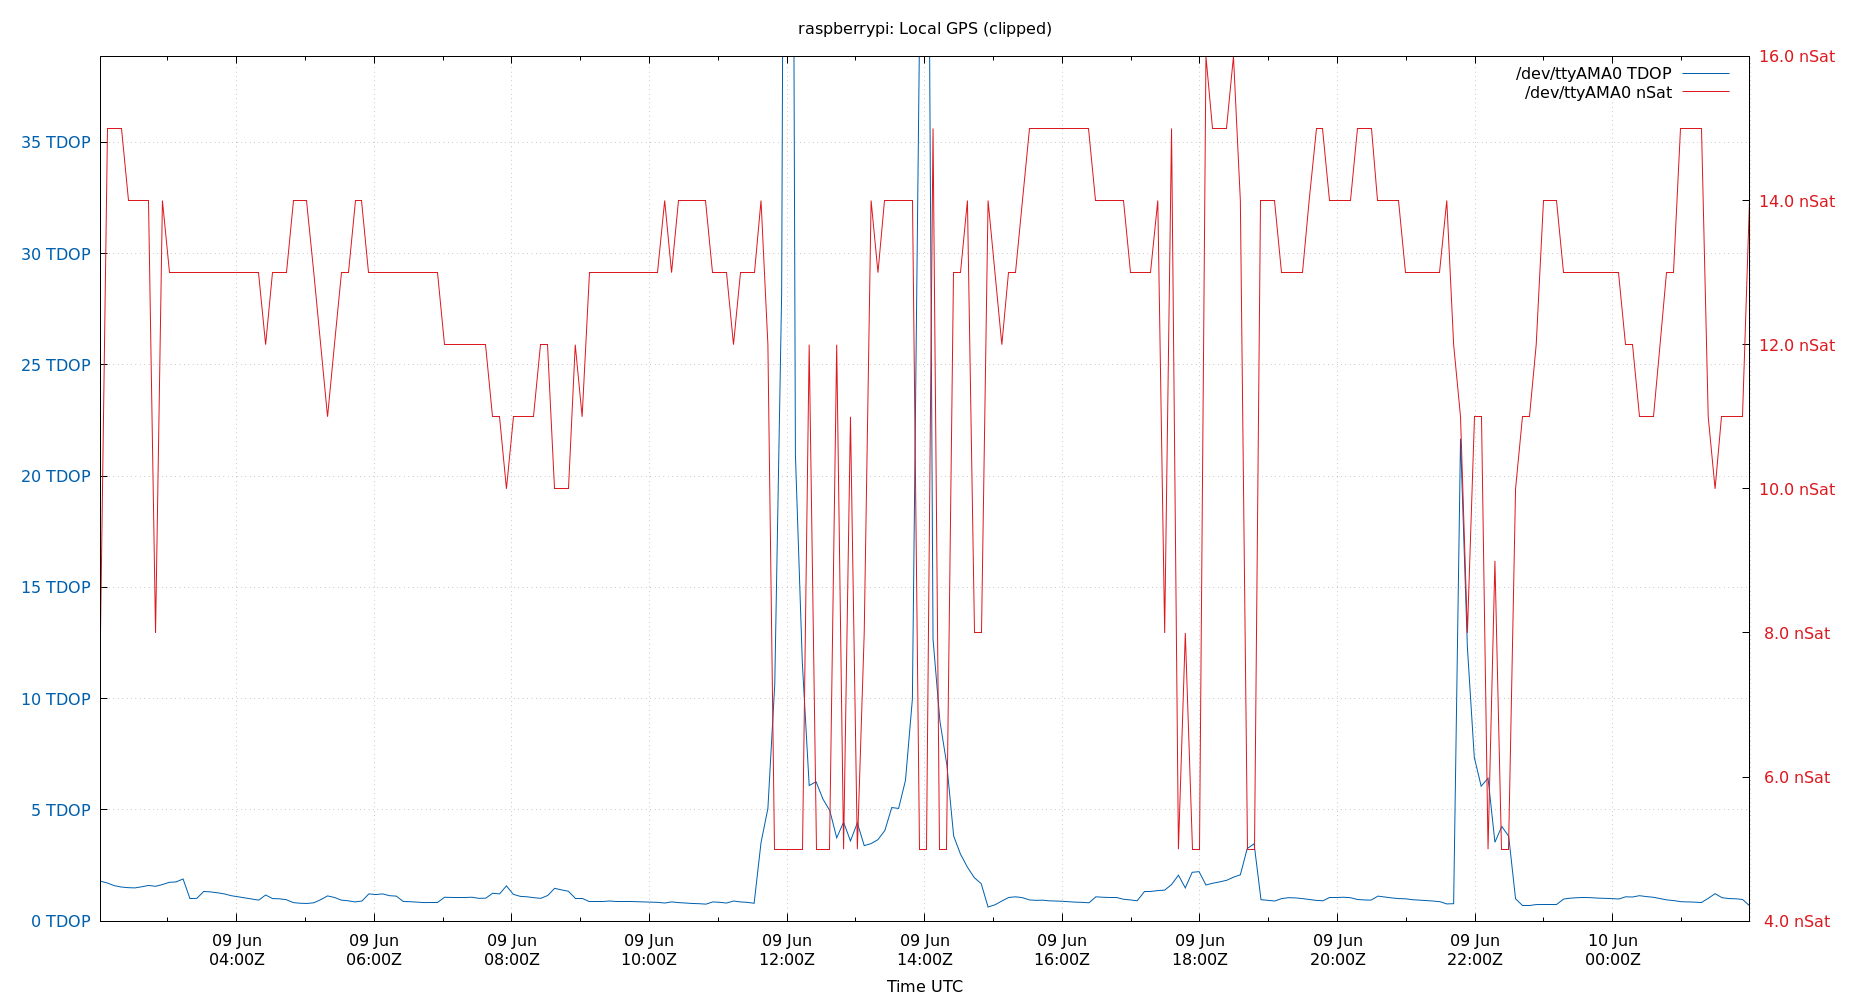 raspberrypi: Local GPS (clipped)
16.0 nSat
/dev/ttyAMA0 TDOP
/dev/ttyAMA0 nSat
35 TDOP
14.0 nSat
30 TDOP
12.0 nSat
25 TDOP
20 TDOP
10.0 nSat
15 TDOP
8.0 nSat
10 TDOP
6.0 nSat
5 TDOP
0 TDOP
4.0 nSat
09 Jun 09 Jun 09 Jun 09 Jun 09 Jun 09 Jun 09 Jun 09 Jun 09 Jun 09 Jun 10 Jun
04:00Z 06:00Z 08:00Z 10:00Z 12:00Z 14:00Z 16:00Z 18:00Z 20:00Z 22:00Z 00:00Z
Time UTC